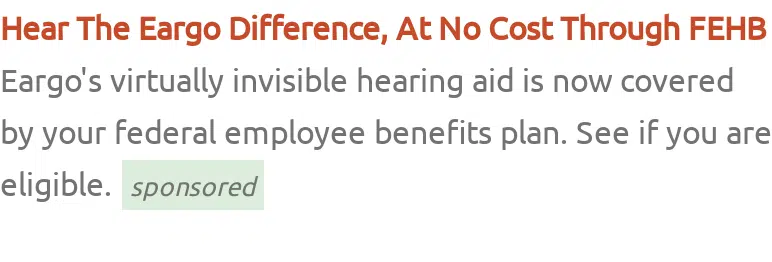 Hear The Eargo Difference, At No Cost Through FEHB
Eargo's virtually invisible hearing aid is now covered
by your federal employee benefits plan. See if you are
eligible. sponsored